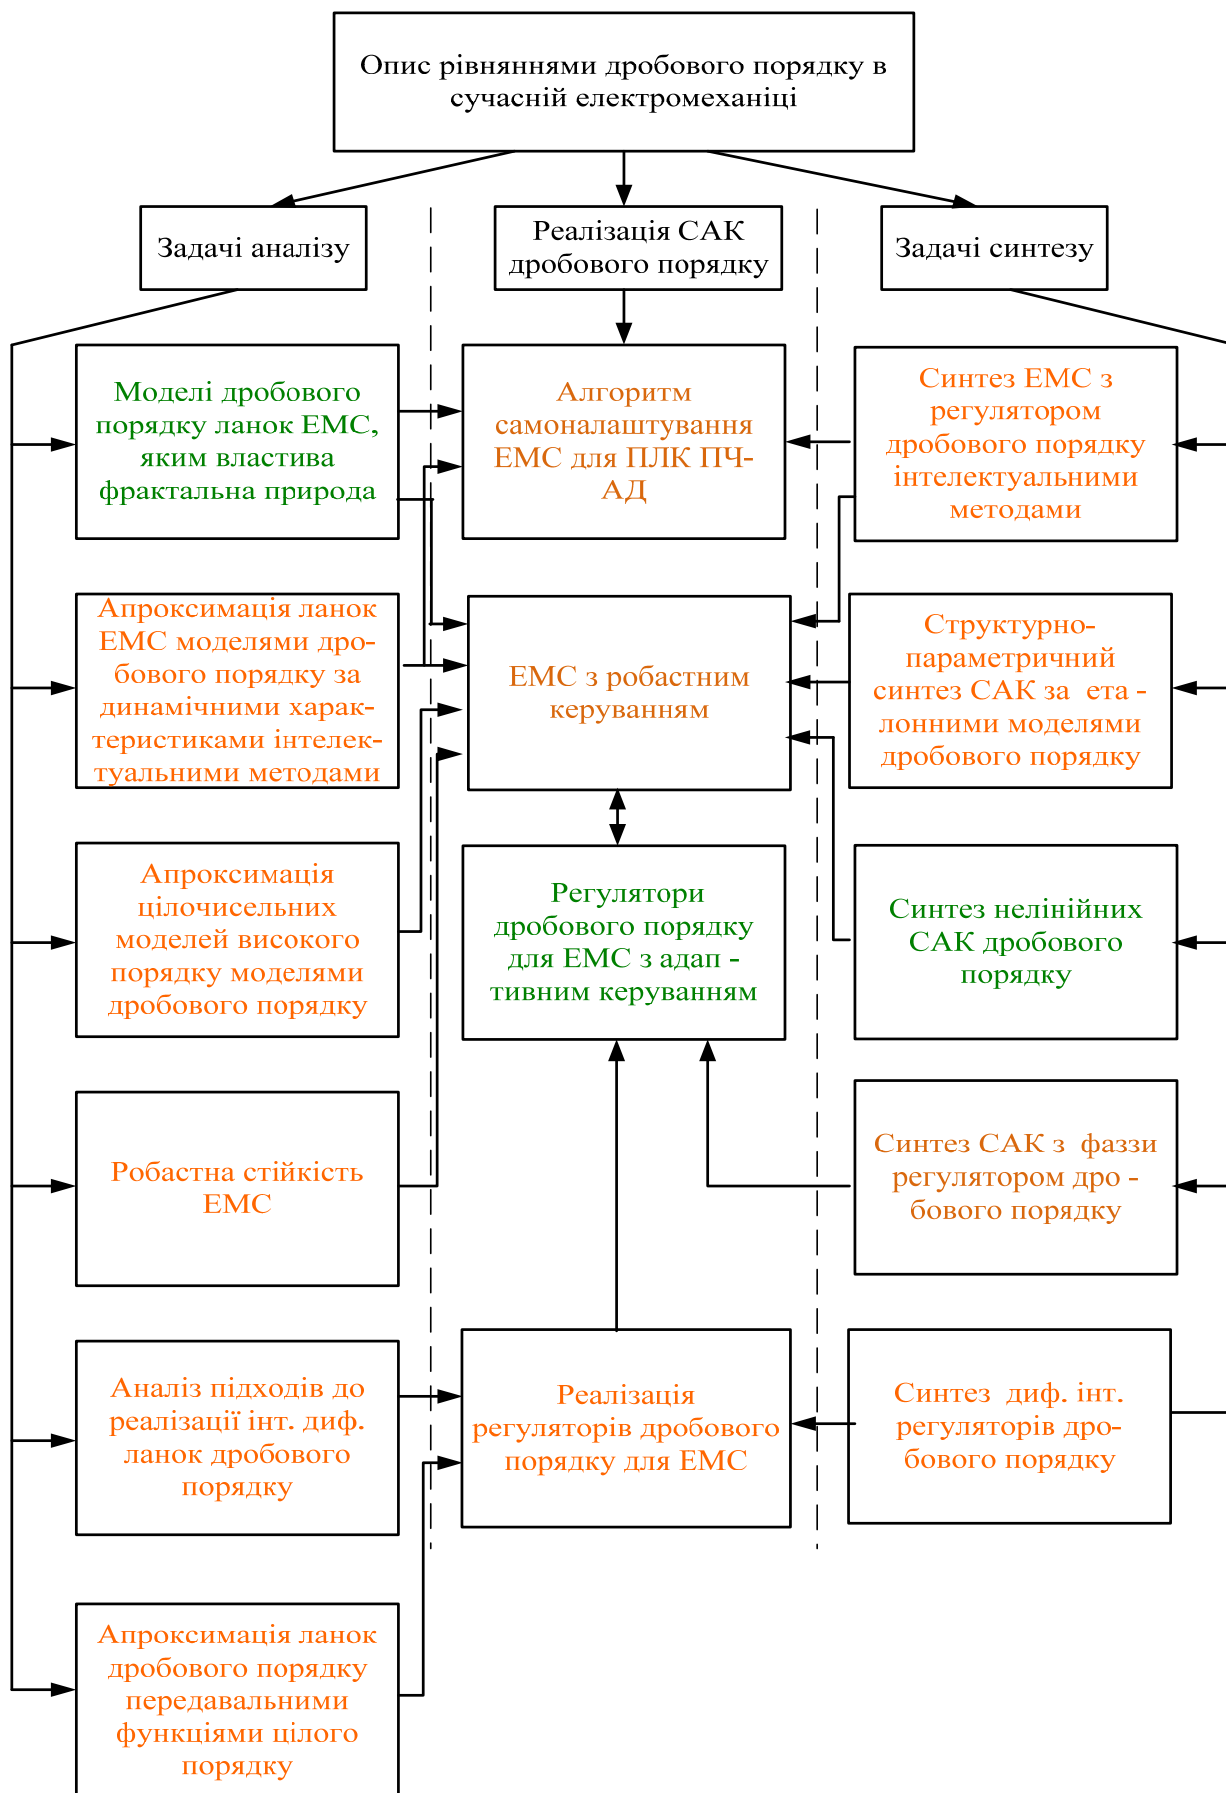 Опис рівняннями дробового порядку в
сучасній електромеханіці
Задачі аналізу
Реалізація САК
дробового порядку
Задачі синтезу
Моделі дробового
порядку ланок ЕМС,
яким властива
фрактальна природа
Алгоритм
самоналаштування
ЕМС для ПЛК ПЧ-
АД
Синтез ЕМС з
регулятором
дробового порядку
інтелектуальними
методами
Апроксимація ланок
ЕМС моделями дро-
бового порядку за
динамічними харак-
теристиками інтелек-
туальними методами
ЕМС з робастним
керуванням
Структурно-
параметричний
синтез САК за ета -
лонними моделями
дробового порядку
Апроксимація
цілочисельних
моделей високого
порядку моделями
дробового порядку
Регулятори
дробового порядку
для ЕМС з адап -
тивним керуванням
Синтез нелінійних
САК дробового
порядку
Робастна стійкість
ЕМС
Синтез САК з фаззи
регулятором дро -
бового порядку
Аналіз підходів до
реалізації інт. диф.
ланок дробового
порядку
Реалізація
регуляторів дробового
порядку для ЕМС
Синтез диф. інт.
регуляторів дро-
бового порядку
Апроксимація ланок
дробового порядку
передавальними
функціями цілого
порядку